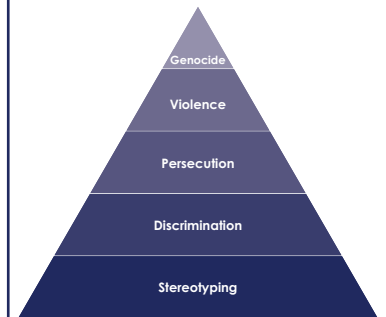 Genocide
Violence
Persecution
Discrimination
Stereotyping